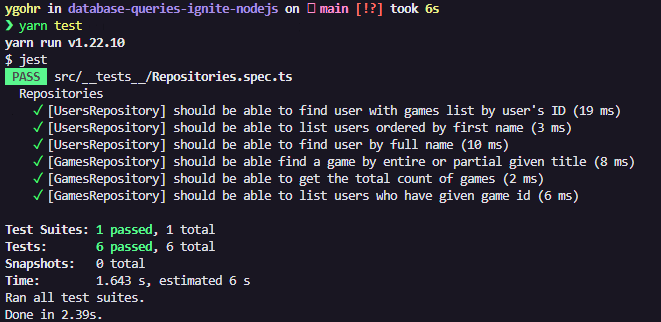 ygohr in database-queries-ignite-nodejs on main [!?] took 6s
❯ yarn test
yarn run v1.22.10
$ jest
PASS src/__tests__/Repositories.spec.ts
Repositories
✓ [UsersRepository] should be able to find user with games list by user's ID (19 ms)
✓ [UsersRepository] should be able to list users ordered by first name (3 ms)
✓ [UsersRepository] should be able to find user by full name (10 ms)
✓ [GamesRepository] should be able find a game by entire or partial given title (8 ms)
✓ [GamesRepository] should be able to get the total count of games (2 ms)
✓ [GamesRepository] should be able to list users who have given game id (6 ms)
Test Suites: 1 passed, 1 total
Tests: 6 passed, 6 total
Snapshots: 0 total
Time: 1.643 s, estimated 6 s
Ran all test suites.
Done in 2.39s.